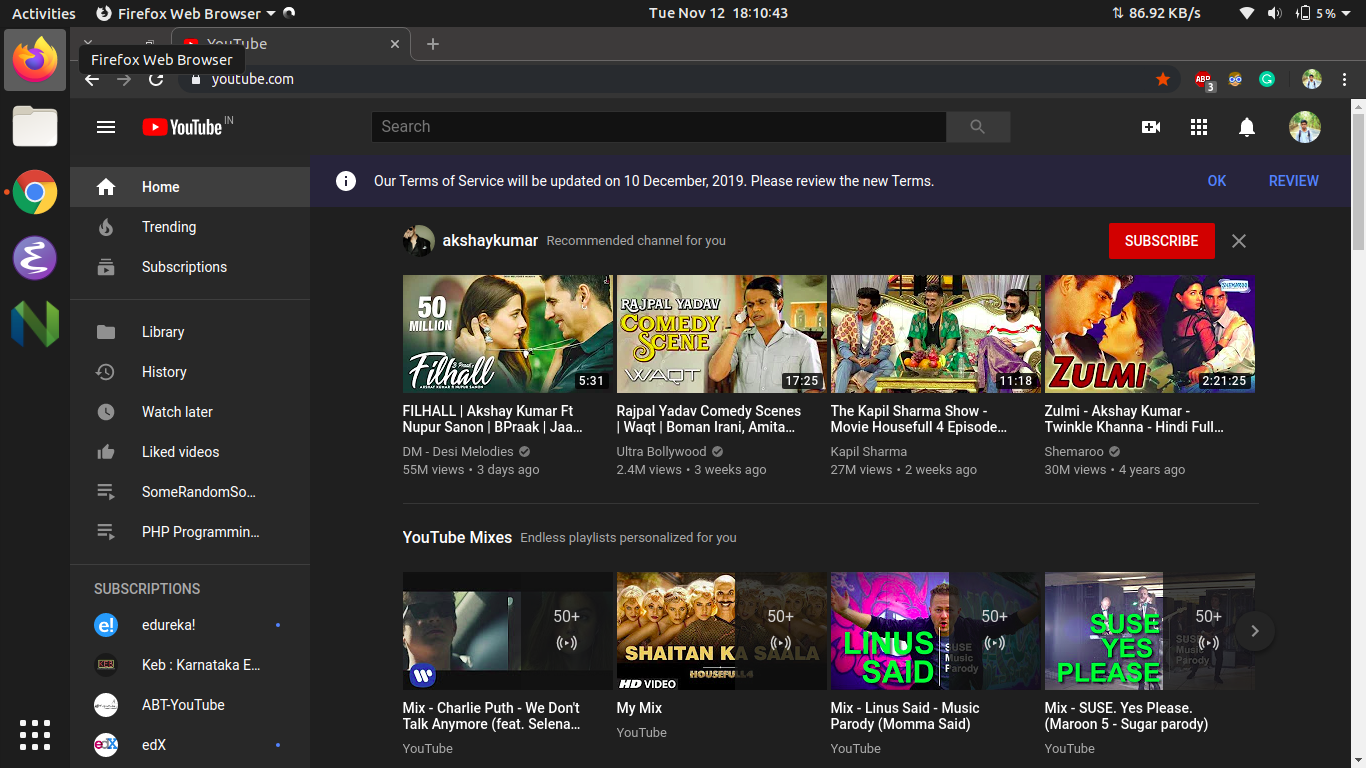 Activities
Firefox Web Browser
Tue Nov 12 18:10:43
86.92 KB/s
5 %
YouTube
Firefox Web Browser
youtube.com
ABP
3
YouTube IN
Search
Home
Trending
Subscriptions
Library
History
Watch later
Liked videos
SomeRandomSo...
PHP Programmin...
SUBSCRIPTIONS
edureka!
Keb : Karnataka E...
ABT-YouTube
edX
Our Terms of Service will be updated on 10 December, 2019. Please review the new Terms.
OK
REVIEW
akshaykumar
Recommended channel for you
SUBSCRIBE
50
MILLION
Filhall
5:31
RAJPAL YADAV
COMEDY
SCENE
WAQT
17:25
11:18
SHEMAROO
ZULMI
2:21:25
FILHALL | Akshay Kumar Ft
Nupur Sanon | BPraak | Jaa...
DM - Desi Melodies
55M views • 3 days ago
Rajpal Yadav Comedy Scenes
| Waqt | Boman Irani, Amita...
Ultra Bollywood
2.4M views • 3 weeks ago
The Kapil Sharma Show -
Movie Housefull 4 Episode...
Kapil Sharma
27M views • 2 weeks ago
Zulmi - Akshay Kumar -
Twinkle Khanna - Hindi Full...
Shemaroo
30M views • 4 years ago
YouTube Mixes
Endless playlists personalized for you
50+
SHAITAN KA SAALA
HOUSEFULL4
HD VIDEO
50+
LINUS
SAID
SUSE
Music
Parody
50+
SUSE
YES
PLEASE
SUSE
Music
Parody
50+
Mix - Charlie Puth - We Don't
Talk Anymore (feat. Selena...
YouTube
My Mix
YouTube
Mix - Linus Said - Music
Parody (Momma Said)
YouTube
Mix - SUSE. Yes Please.
(Maroon 5 - Sugar parody)
YouTube